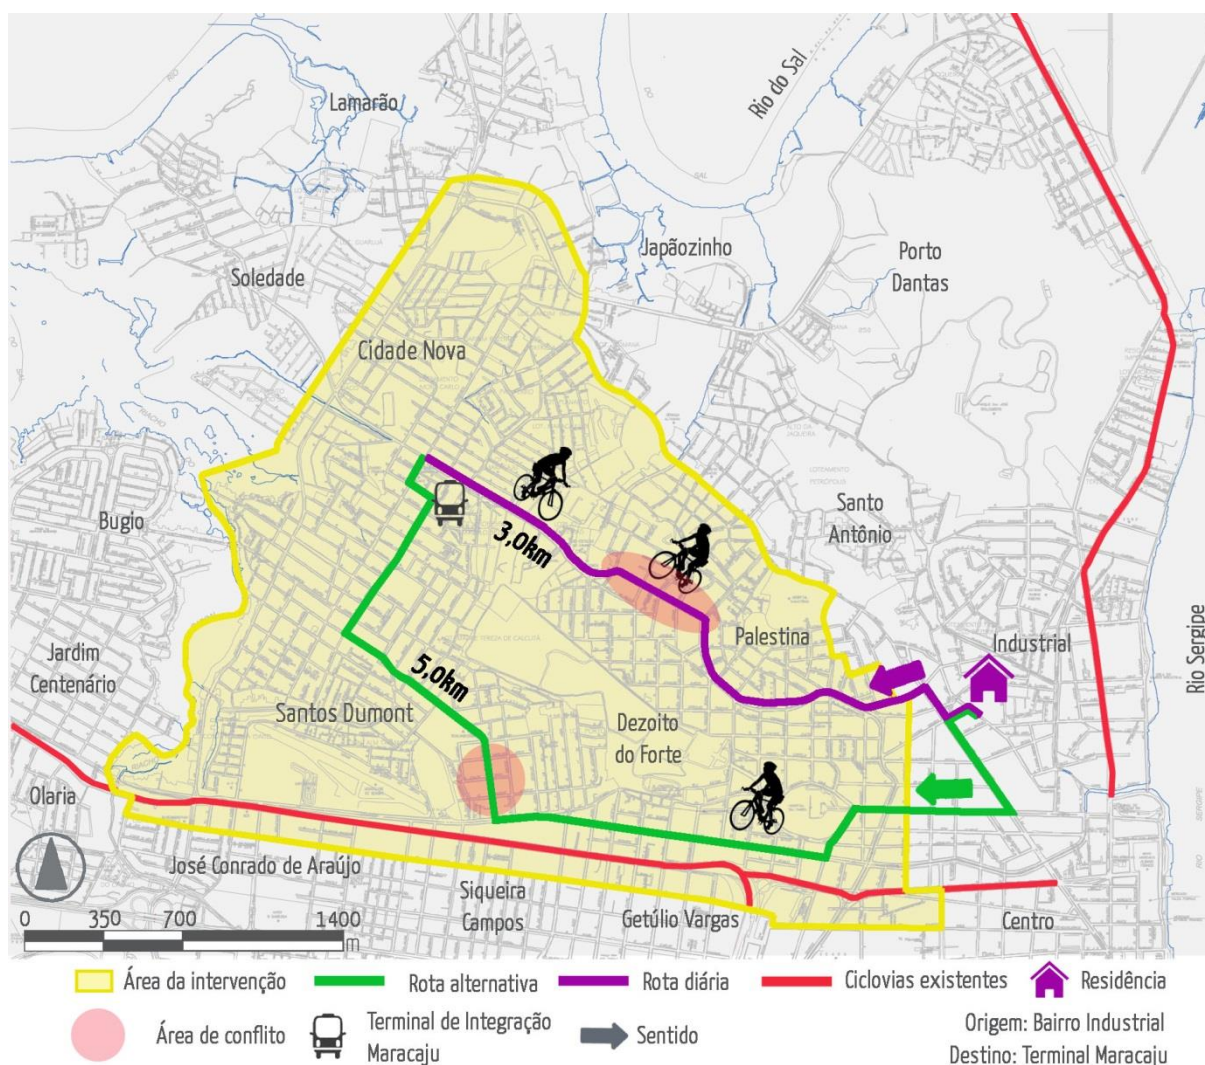 Lamarão
Rio do Sal
Soledade
Japãozinho
Porto
Dantas
Cidade Nova
Bugio
Santo
Antônio
3,0km
Palestina
Industrial
Jardim
Centenário
5,0km
Santos Dumont
Dezoito
do Forte
Rio Sergipe
Olaria
José Conrado de Araújo
Siqueira
Campos
Getúlio Vargas
Centro
0 350 700 1400
m
Área da intervenção
Rota alternativa
Rota diária
Ciclovias existentes
Residência
Área de conflito
Terminal de Integração
Maracaju
Sentido
Origem: Bairro Industrial
Destino: Terminal Maracaju